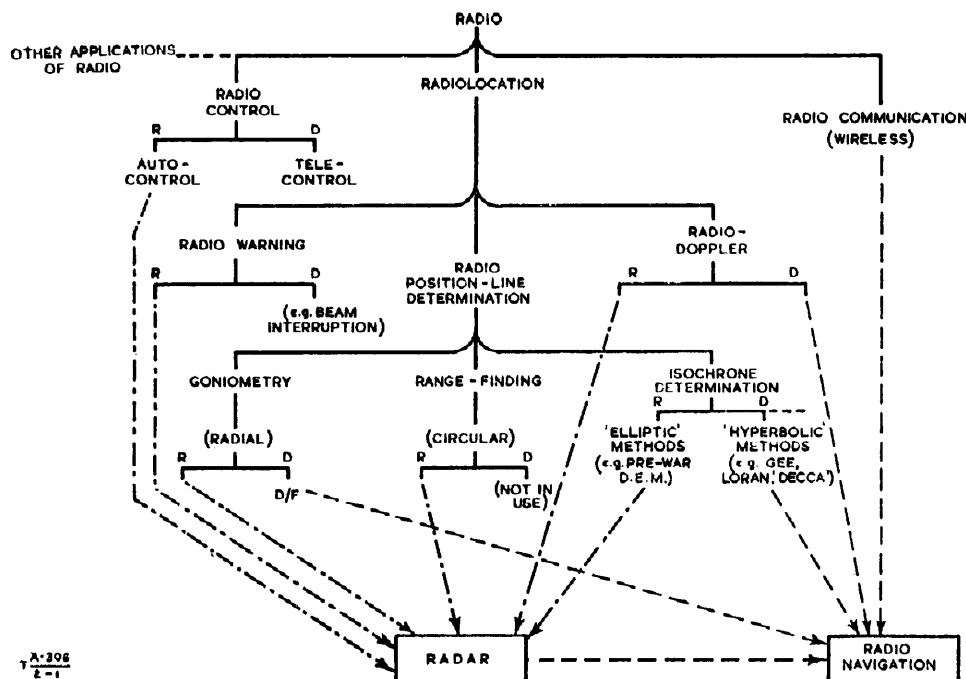 RADIO
OTHER APPLICATIONS
OF RADIO
RADIO
CONTROL
RADIOLOCATION
RADIO COMMUNICATION
(WIRELESS)
R
D
AUTO-
CONTROL
TELE-
CONTROL
RADIO WARNING
RADIO
POSITION-LINE
DETERMINATION
RADIO-
DOPPLER
R
D
(e.g. BEAM
INTERRUPTION)
R
D
GONIOMETRY
RANGE-FINDING
ISOCHRONE
DETERMINATION
R
D
(RADIAL)
(CIRCULAR)
'ELLIPTIC'
METHODS
(e.g. PRE-WAR
D.E.M.)
'HYPERBOLIC'
METHODS
(e.g. GEE,
LORAN, DECCA)
R
D
D/F
R
D
(NOT IN
USE)
RADAR
RADIO
NAVIGATION
2-1